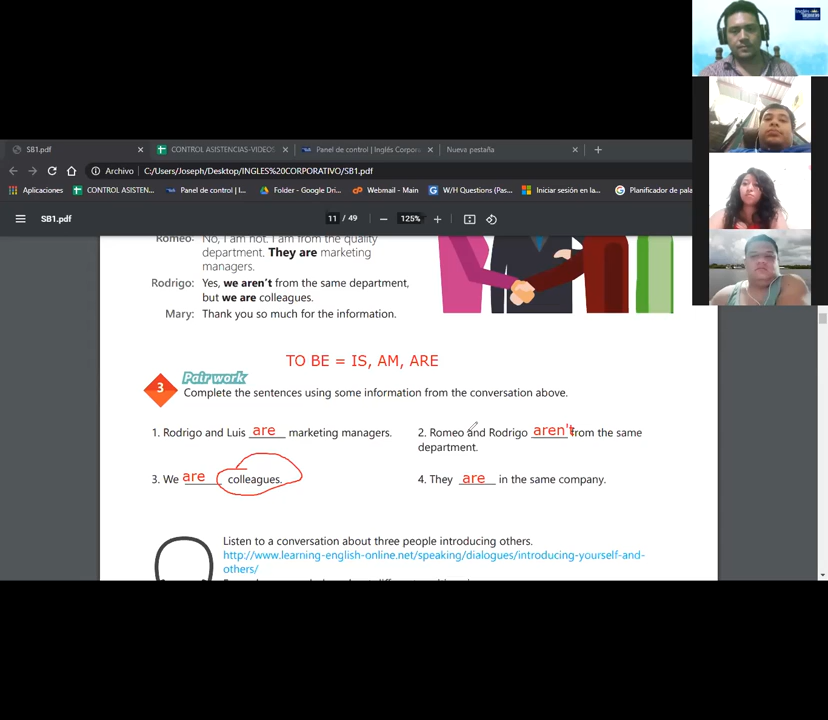 SB1.pdf
CONTROL ASISTENCIAS-VIDEOS
Panel de control | Inglés Corpor
Nueva pestaña
Archivo
C:/Users/Joseph/Desktop/INGLES%20CORPORATIVO/SB1.pdf
Aplicaciones
CONTROL ASISTEN...
Panel de control | I...
Folder - Google Dri...
Webmail - Main
W/H Questions (Pas...
Iniciar sesión en la...
Planificador de pala
SB1.pdf
11 / 49
125%
Romeo: No, I am not. I am from the quality
department. They are marketing
managers.
Rodrigo: Yes, we aren't from the same department,
but we are colleagues.
Mary: Thank you so much for the information.
TO BE = IS, AM, ARE
Pair work
3 Complete the sentences using some information from the conversation above.
1. Rodrigo and Luis are marketing managers.
2. Romeo and Rodrigo aren't from the same
department.
3. We are colleagues.
4. They are in the same company.
Listen to a conversation about three people introducing others.
http://www.learning-english-online.net/speaking/dialogues/introducing-yourself-and-
others/